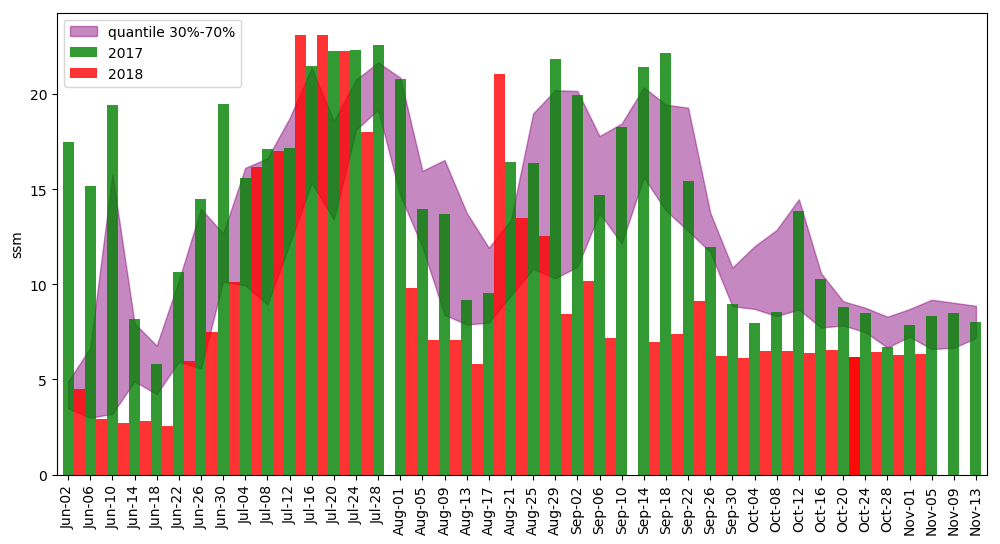 quantile 30%-70%
2017
2018
ssm
20
15
10
5
0
Jun-02
Jun-06
Jun-10
Jun-14
Jun-18
Jun-22
Jun-26
Jun-30
Jul-04
Jul-08
Jul-12
Jul-16
Jul-20
Jul-24
Jul-28
Aug-01
Aug-05
Aug-09
Aug-13
Aug-17
Aug-21
Aug-25
Aug-29
Sep-02
Sep-06
Sep-10
Sep-14
Sep-18
Sep-22
Sep-26
Sep-30
Oct-04
Oct-08
Oct-12
Oct-16
Oct-20
Oct-24
Oct-28
Nov-01
Nov-05
Nov-09
Nov-13